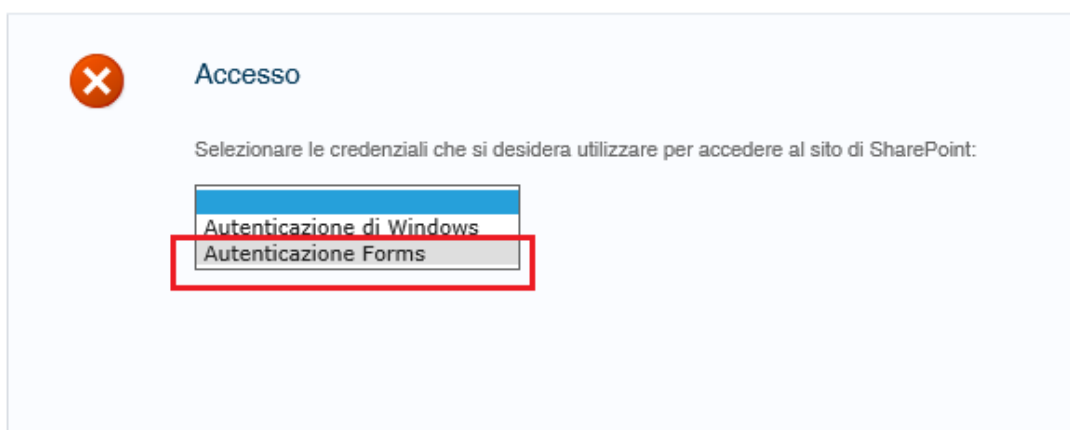 Accesso
Selezionare le credenziali che si desidera utilizzare per accedere al sito di SharePoint:
Autenticazione di Windows
Autenticazione Forms